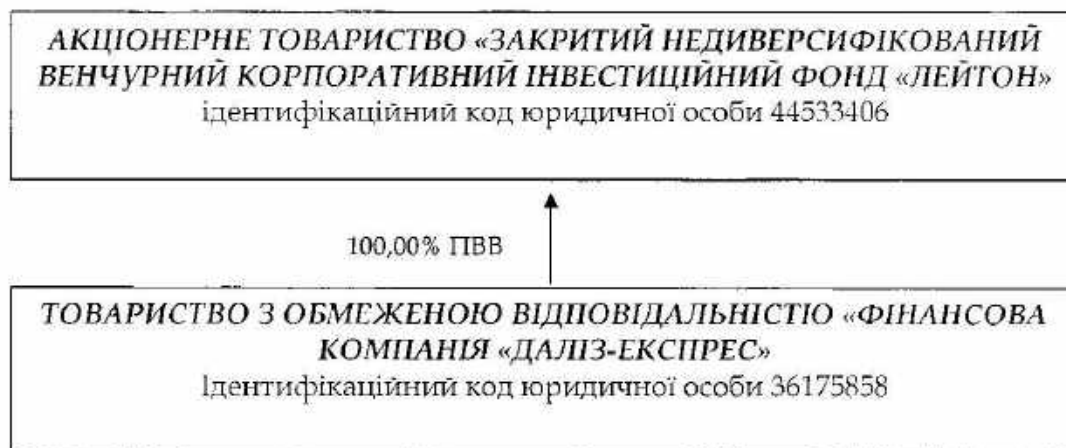 АКЦІОНЕРНЕ ТОВАРИСТВО «ЗАКРИТИЙ НЕДИВЕРСИФІКОВАНИЙ
ВЕНЧУРНИЙ КОРПОРАТИВНИЙ ІНВЕСТИЦІЙНИЙ ФОНД «ЛЕЙТОН»
ідентифікаційний код юридичної особи 44533406
100,00% ПВВ
ТОВАРИСТВО З ОБМЕЖЕНОЮ ВІДПОВІДАЛЬНІСТЮ «ФІНАНСОВА
КОМПАНІЯ «ДАЛІЗ-ЕКСПРЕС»
Ідентифікаційний код юридичної особи 36175858